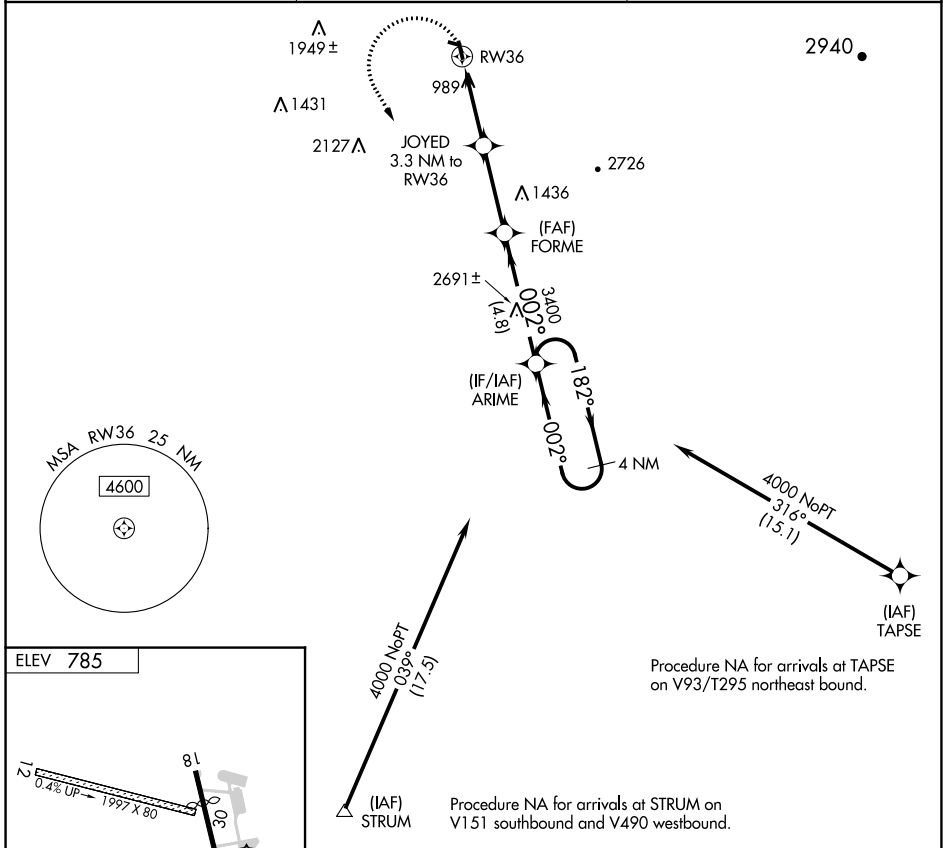 1949 ±
RW36
2940
989
1431
2127
JOYED
3.3 NM to
RW36
2726
1436
(FAF)
FORME
2691±
3400
002°
(4.8)
(IF/IAF)
ARIME
182°
002°
4 NM
MSA RW36 25 NM
4600
4000 NoPT
316°
(15.1)
(IAF)
TAPSE
4000 NoPT
039°
(17.5)
Procedure NA for arrivals at TAPSE
on V93/T295 northeast bound.
ELEV 785
18
12
0.4% UP
1997 X 80
30
(IAF)
STRUM
Procedure NA for arrivals at STRUM on
V151 southbound and V490 westbound.